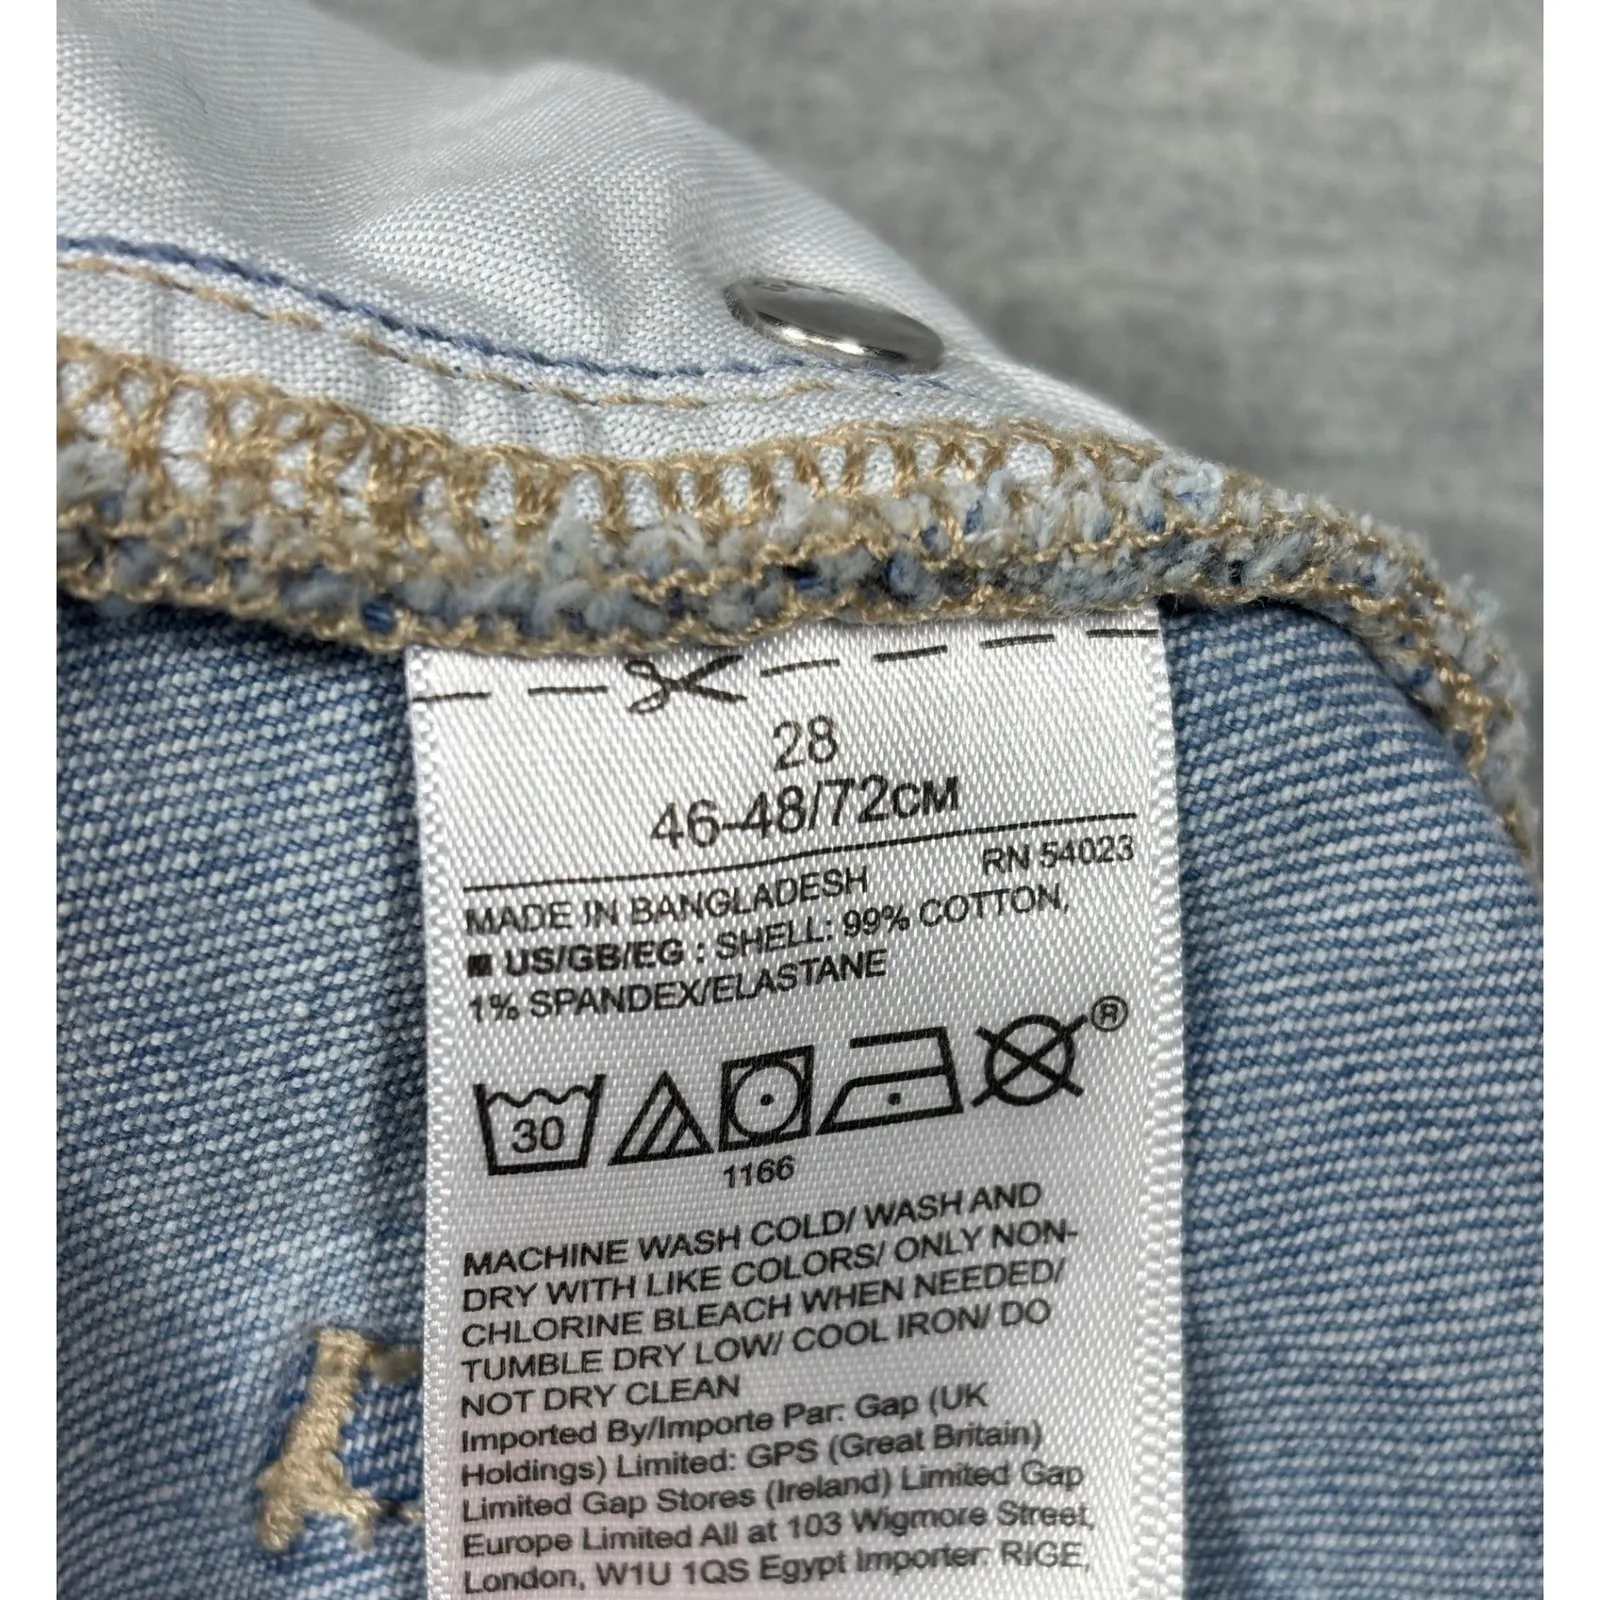 28
46-48/72CM
RN 54023
MADE IN BANGLADESH
■ US/GB/EG : SHELL: 99% COTTON,
1% SPANDEX/ELASTANE
®
30
1166
MACHINE WASH COLD/ WASH AND
DRY WITH LIKE COLORS/ ONLY NON-
CHLORINE BLEACH WHEN NEEDED/
TUMBLE DRY LOW/ COOL IRON/ DO
NOT DRY CLEAN
Imported By/Importe Par: Gap (UK
Holdings) Limited: GPS (Great Britain)
Limited Gap Stores (Ireland) Limited Gap
Europe Limited All at 103 Wigmore Street,
London, W1U 1QS Egypt Importer: RIGE,